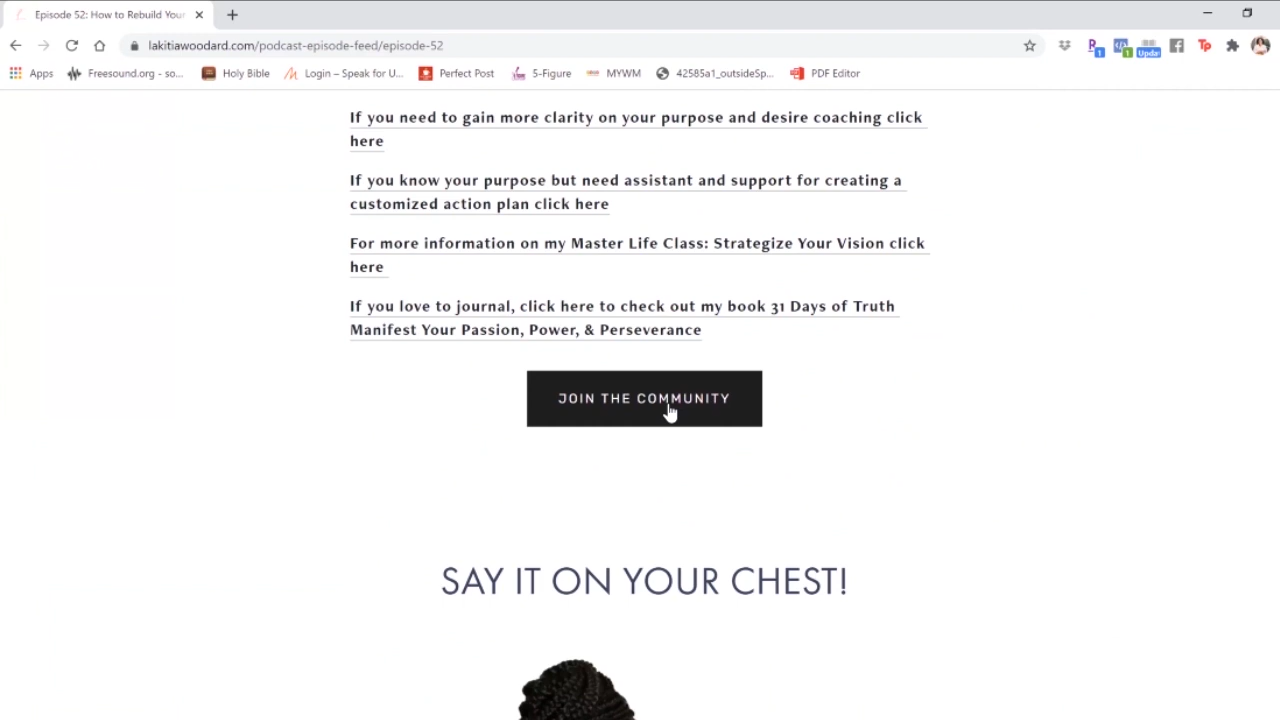 Episode 52: How to Rebuild Your
lakitiawoodard.com/podcast-episode-feed/episode-52
Apps Freesound.org - so... Holy Bible Login – Speak for U... Perfect Post 5-Figure MYWM 42585a1_outsideSp... PDF Editor
If you need to gain more clarity on your purpose and desire coaching click
here
If you know your purpose but need assistant and support for creating a
customized action plan click here
For more information on my Master Life Class: Strategize Your Vision click
here
If you love to journal, click here to check out my book 31 Days of Truth
Manifest Your Passion, Power, & Perseverance
JOIN THE COMMUNITY
SAY IT ON YOUR CHEST!